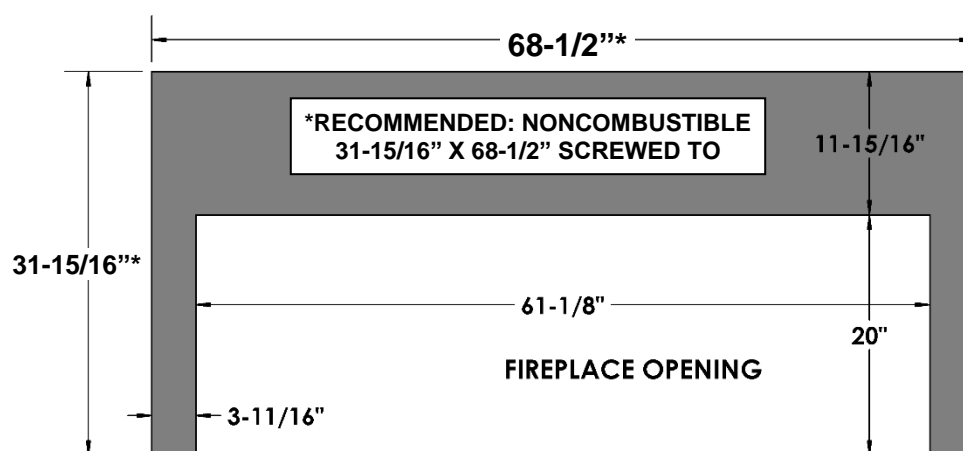 68-1/2”*
*RECOMMENDED: NONCOMBUSTIBLE
31-15/16” X 68-1/2” SCREWED TO
11-15/16"
31-15/16”*
61-1/8"
20"
FIREPLACE OPENING
3-11/16"